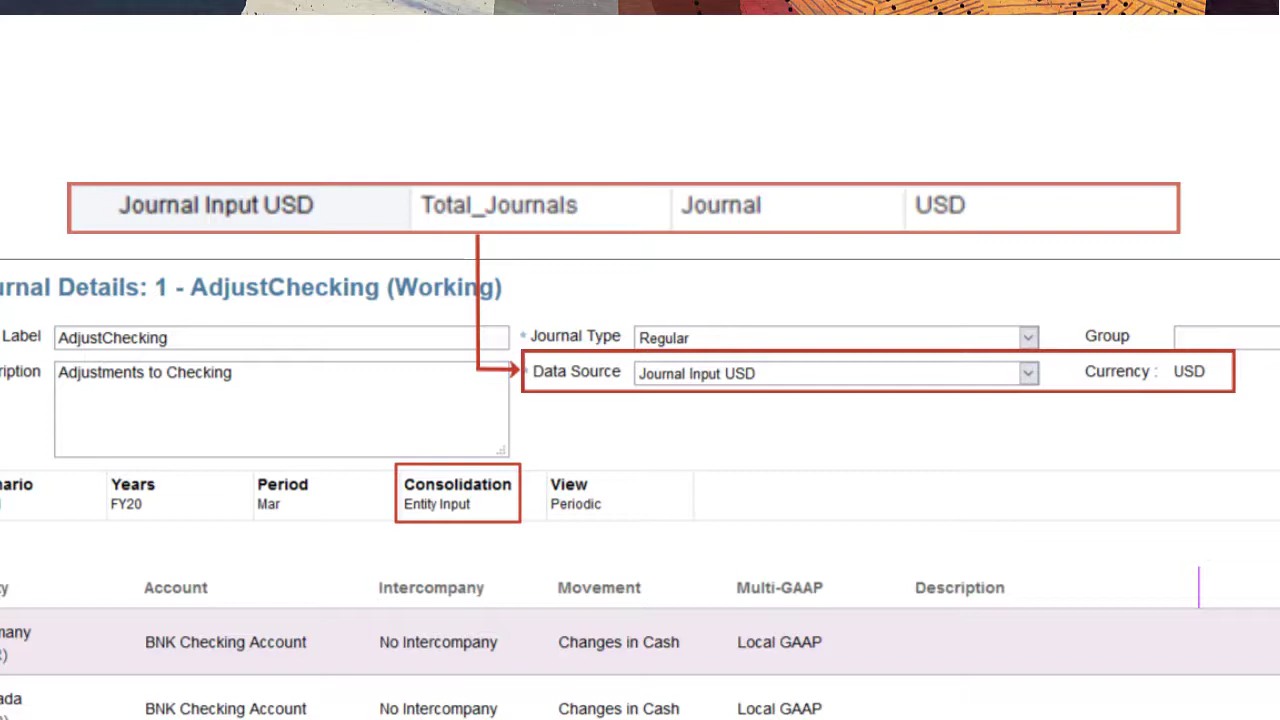 Journal Input USD Total_Journals Journal USD
urnal Details: 1 - AdjustChecking (Working)
Label AdjustChecking * Journal Type Regular Group
ription Adjustments to Checking Data Source Journal Input USD Currency : USD
nario Years Period Consolidation View
FY20 Mar Entity Input Periodic
y Account Intercompany Movement Multi-GAAP Description
many BNK Checking Account No Intercompany Changes in Cash Local GAAP
ada BNK Checking Account No Intercompany Changes in Cash Local GAAP